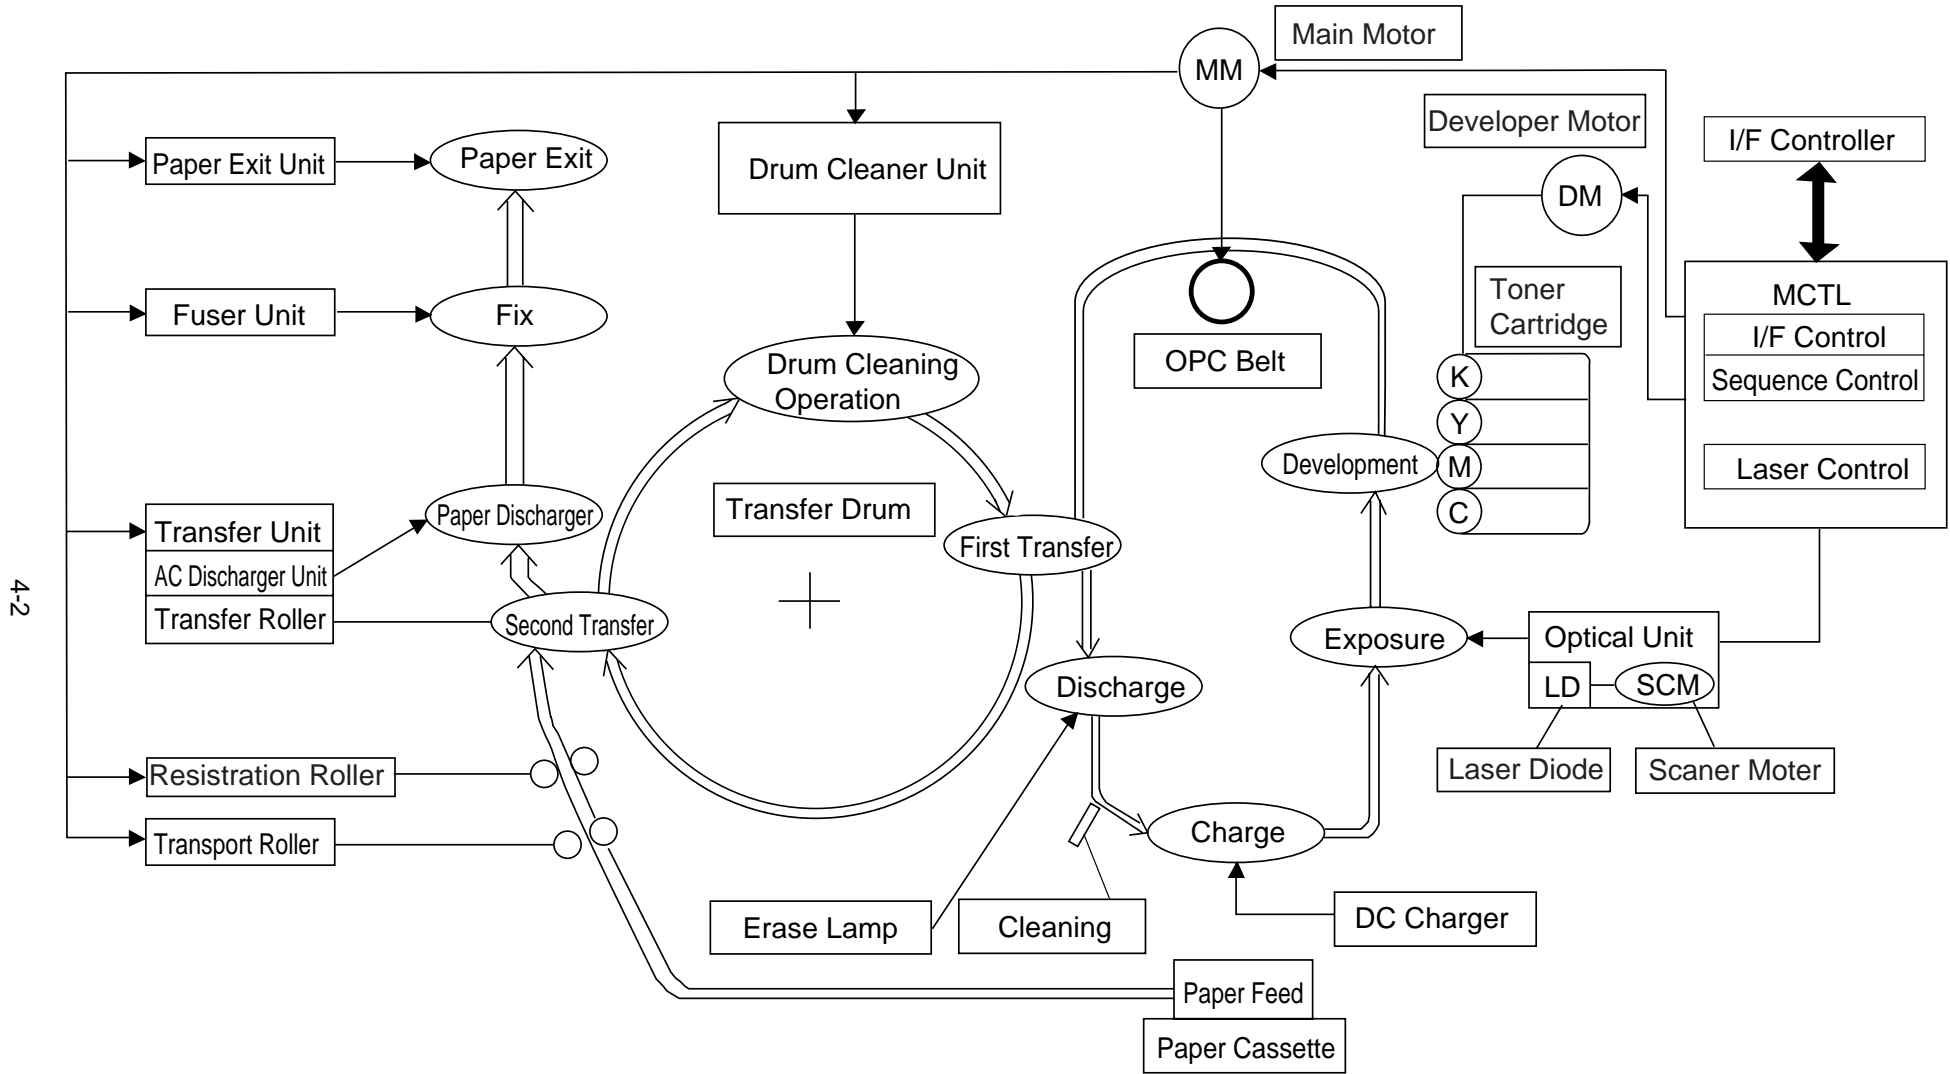 Main Motor
MM
Developer Motor
I/F Controller
Paper Exit Unit
Paper Exit
Drum Cleaner Unit
DM
Fuser Unit
Fix
Toner
Cartridge
MCTL
I/F Control
Sequence Control
Laser Control
OPC Belt
Drum Cleaning
Operation
K
Y
M
C
Development
Transfer Drum
Paper Discharger
First Transfer
Transfer Unit
AC Discharger Unit
Transfer Roller
Second Transfer
4-2
Exposure
Optical Unit
LD
SCM
Discharge
Laser Diode
Scaner Moter
Resistration Roller
Transport Roller
Charge
Erase Lamp
Cleaning
DC Charger
Paper Feed
Paper Cassette